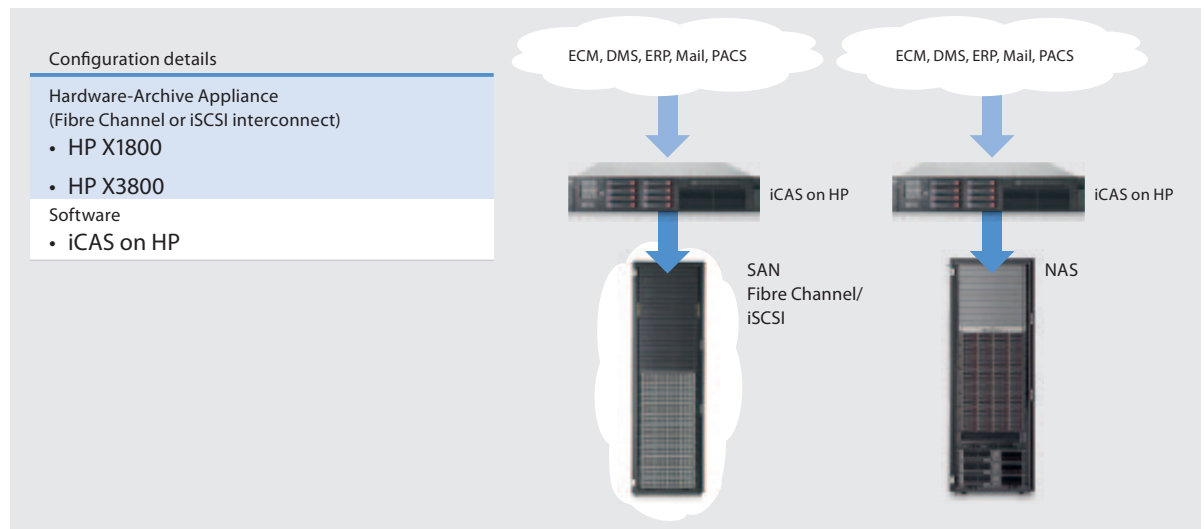 Configuration details
Hardware-Archive Appliance
(Fibre Channel or iSCSI interconnect)
• HP X1800
• HP X3800
Software
• iCAS on HP
ECM, DMS, ERP, Mail, PACS
iCAS on HP
SAN
Fibre Channel/
iSCSI
ECM, DMS, ERP, Mail, PACS
iCAS on HP
NAS